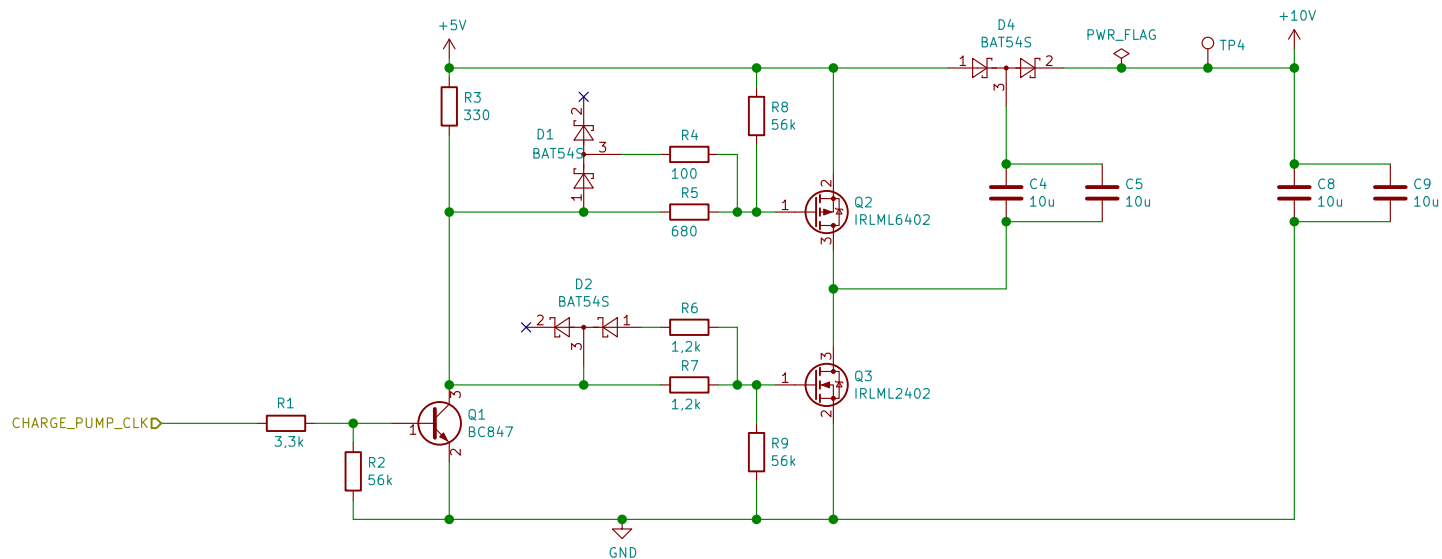 +5V
D4
BAT54S
PWR_FLAG
TP4
+10V
1
2
3
R3
330
D1
BAT54S
2
3
1
R4
100
R5
680
R8
56k
1
2
Q2
IRLML6402
3
C4
10u
C5
10u
C8
10u
C9
10u
D2
BAT54S
2
1
3
R6
1,2k
R7
1,2k
1
3
Q3
IRLML2402
2
CHARGE_PUMP_CLK
R1
3,3k
R2
56k
1
3
Q1
BC847
2
R9
56k
GND